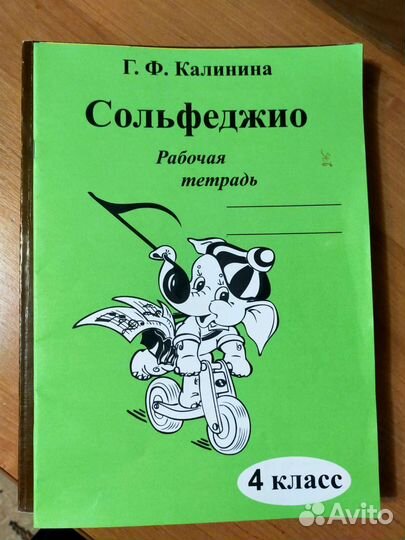 Г. Ф. Калинина
Сольфеджио
Рабочая
тетрадь
4 класс
Avito